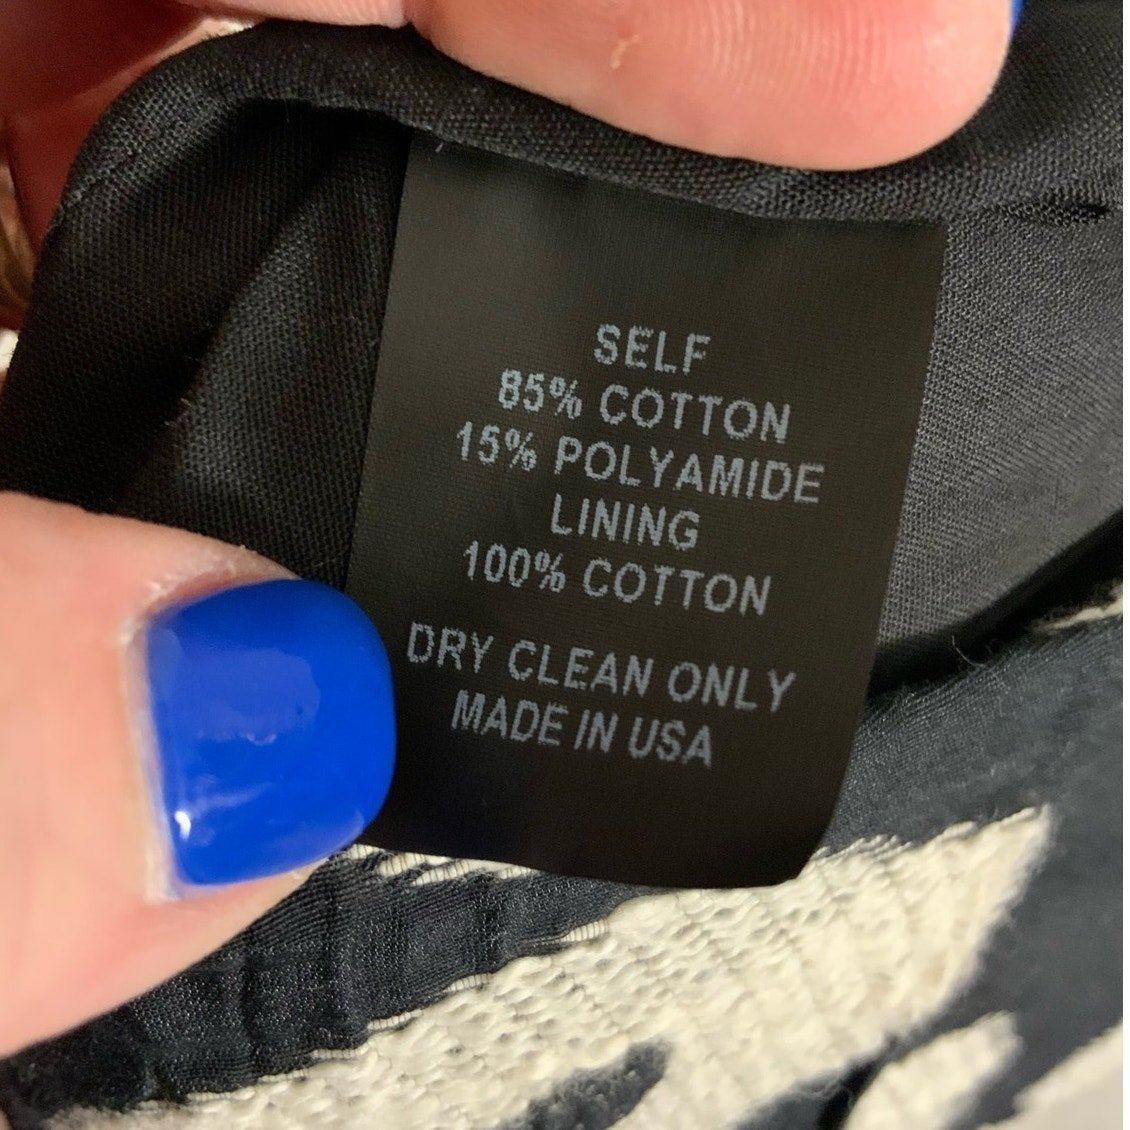 SELF
85% COTTON
15% POLYAMIDE
LINING
100% COTTON
DRY CLEAN ONLY
MADE IN USA